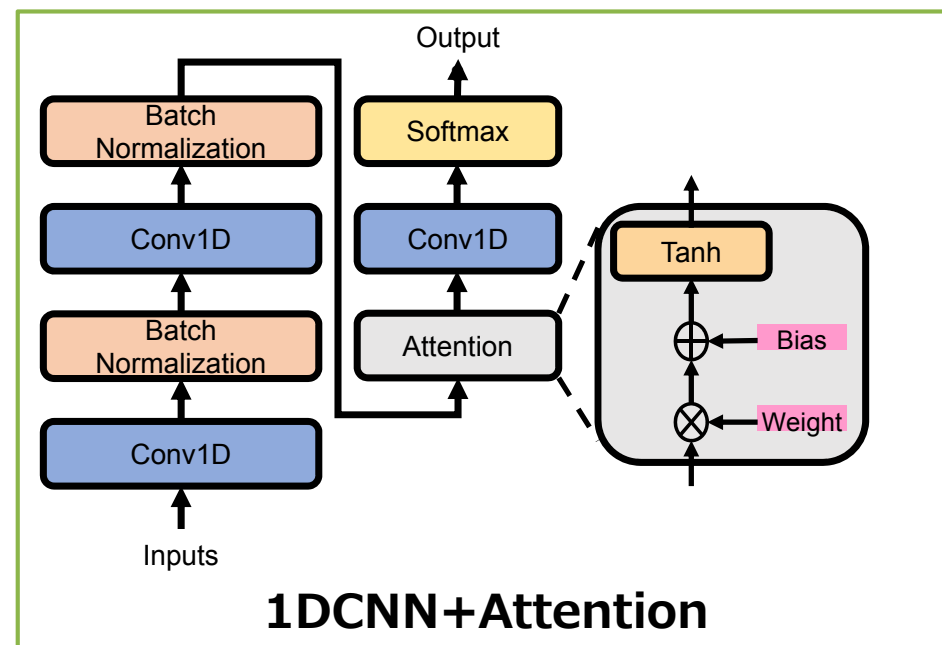 Output
Batch
Normalization
Softmax
Conv1D
Conv1D
Tanh
Batch
Normalization
Attention
Bias
Weight
Conv1D
Inputs
1DCNN+Attention